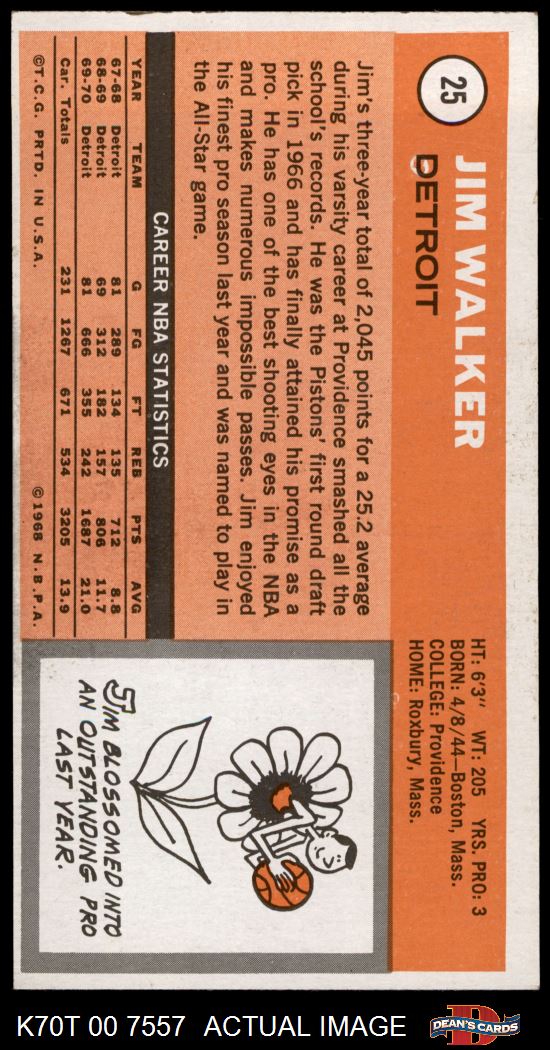 25
JIM WALKER
DETROIT
HT: 6'3" WT: 205 YRS. PRO: 3
BORN: 4/8/44—Boston, Mass.
COLLEGE: Providence
HOME: Roxbury, Mass.
Jim's three-year total of 2,045 points for a 25.2 average
during his varsity career at Providence smashed all the
school's records. He was the Pistons' first round draft
pick in 1966 and has finally attained his promise as a
pro. He has one of the best shooting eyes in the NBA
and makes numerous impossible passes. Jim enjoyed
his finest pro season last year and was named to play in
the All-Star game.
CAREER NBA STATISTICS
YEAR TEAM G FG FT REB PTS AVG
67-68 Detroit 81 289 134 135 712 8.8
68-69 Detroit 69 312 182 157 806 11.7
69-70 Detroit 81 666 355 242 1687 21.0
Car. Totals 231 1267 671 534 3205 13.9
©T.C.G. PRTD. IN U.S.A. ©1968 N.B.P.A.
JIM BLOSSOMED INTO
AN OUTSTANDING PRO
LAST YEAR.
K70T 00 7557 ACTUAL IMAGE
D
DEAN'S CARDS